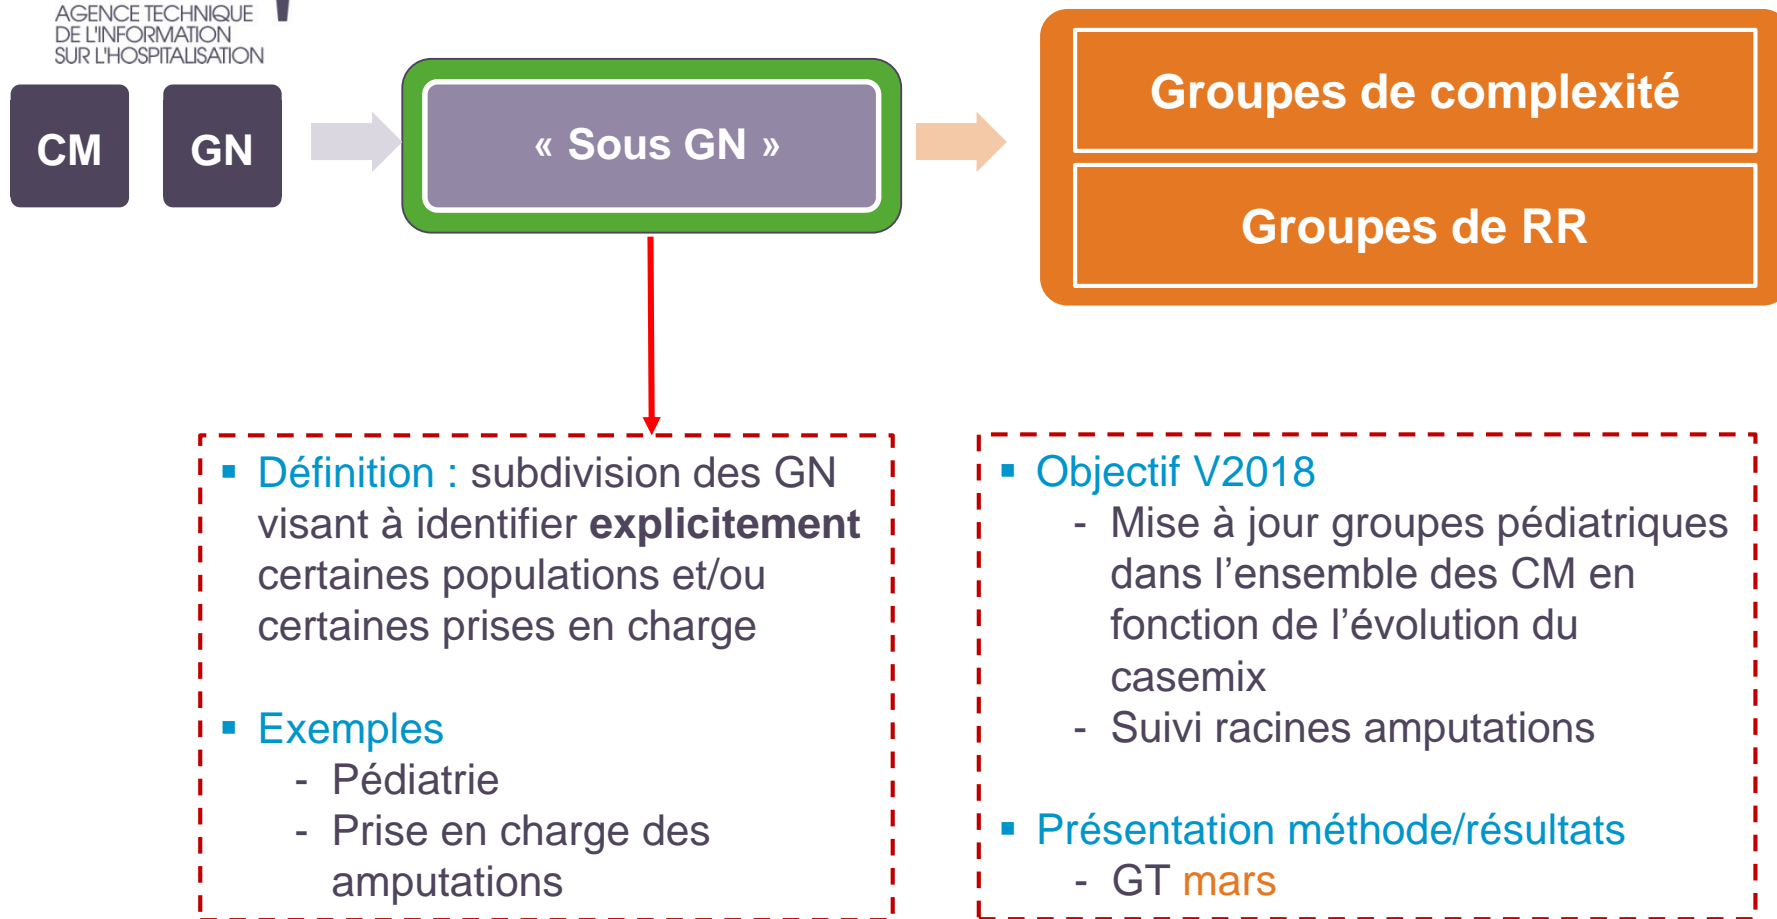 AGENCE TECHNIQUE
DE L'INFORMATION
SUR L'HOSPITALISATION
CM
GN
« Sous GN »
Groupes de complexité
Groupes de RR
▪ Définition : subdivision des GN
visant à identifier explicitement
certaines populations et/ou
certaines prises en charge
▪ Exemples
- Pédiatrie
- Prise en charge des
amputations
▪ Objectif V2018
- Mise à jour groupes pédiatriques
dans l’ensemble des CM en
fonction de l’évolution du
casemix
- Suivi racines amputations
▪ Présentation méthode/résultats
- GT mars